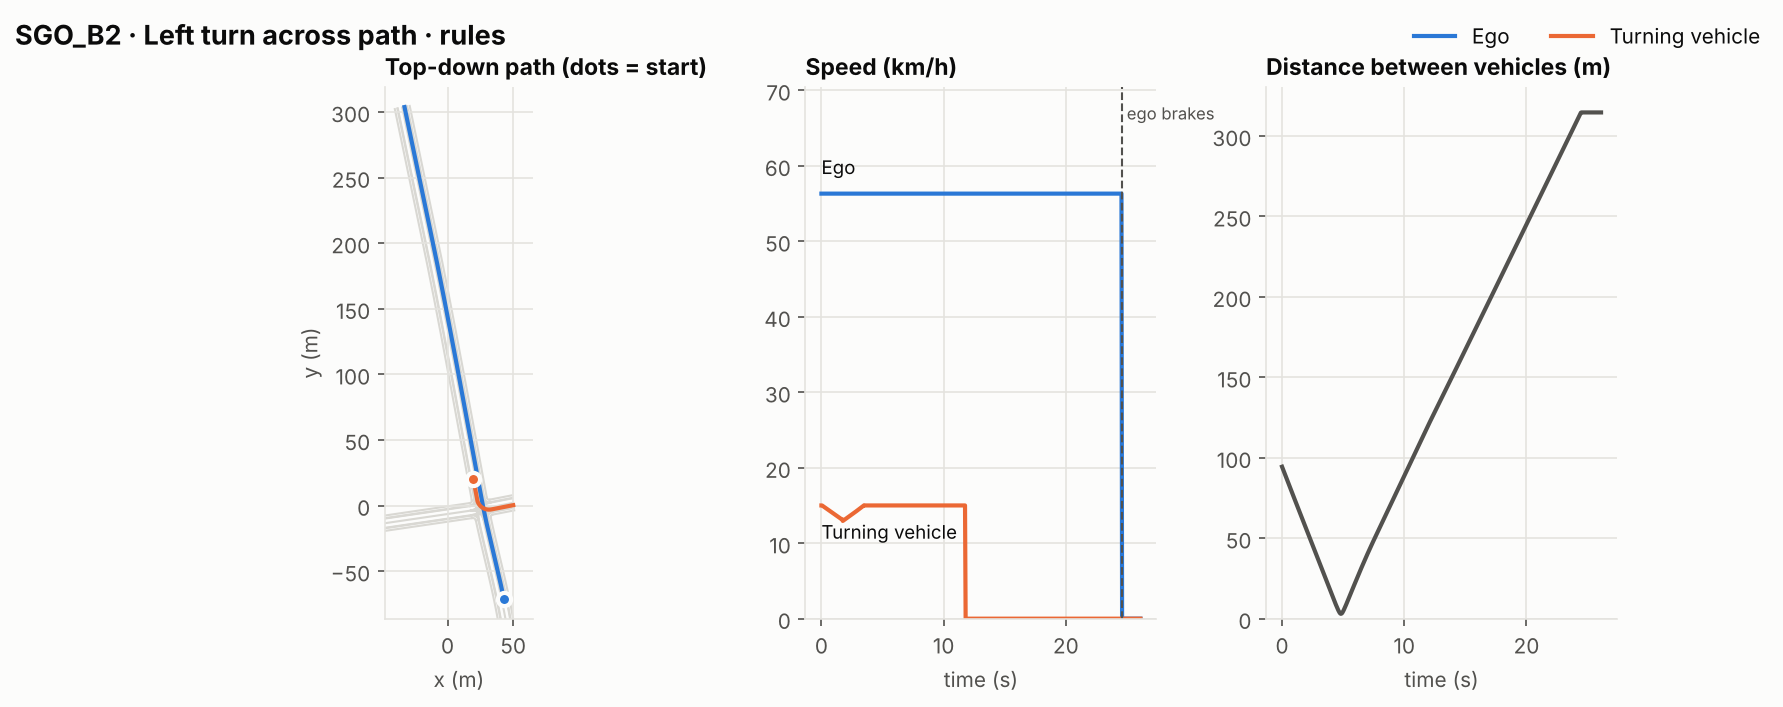 SGO_B2 · Left turn across path · rules
Ego
Turning vehicle
Top-down path (dots = start)
300
250
200
150
100
50
0
−50
0
50
x (m)
y (m)
Speed (km/h)
70
60
50
40
30
20
10
0
0
10
20
time (s)
Ego
Turning vehicle
ego brakes
Distance between vehicles (m)
300
250
200
150
100
50
0
0
10
20
time (s)